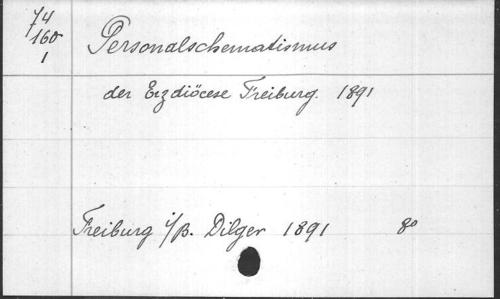 74
160
1
Personalschematismus
der Erzdiöcese Freiburg. 1891
Freiburg i/B. Dilger 1891 8°